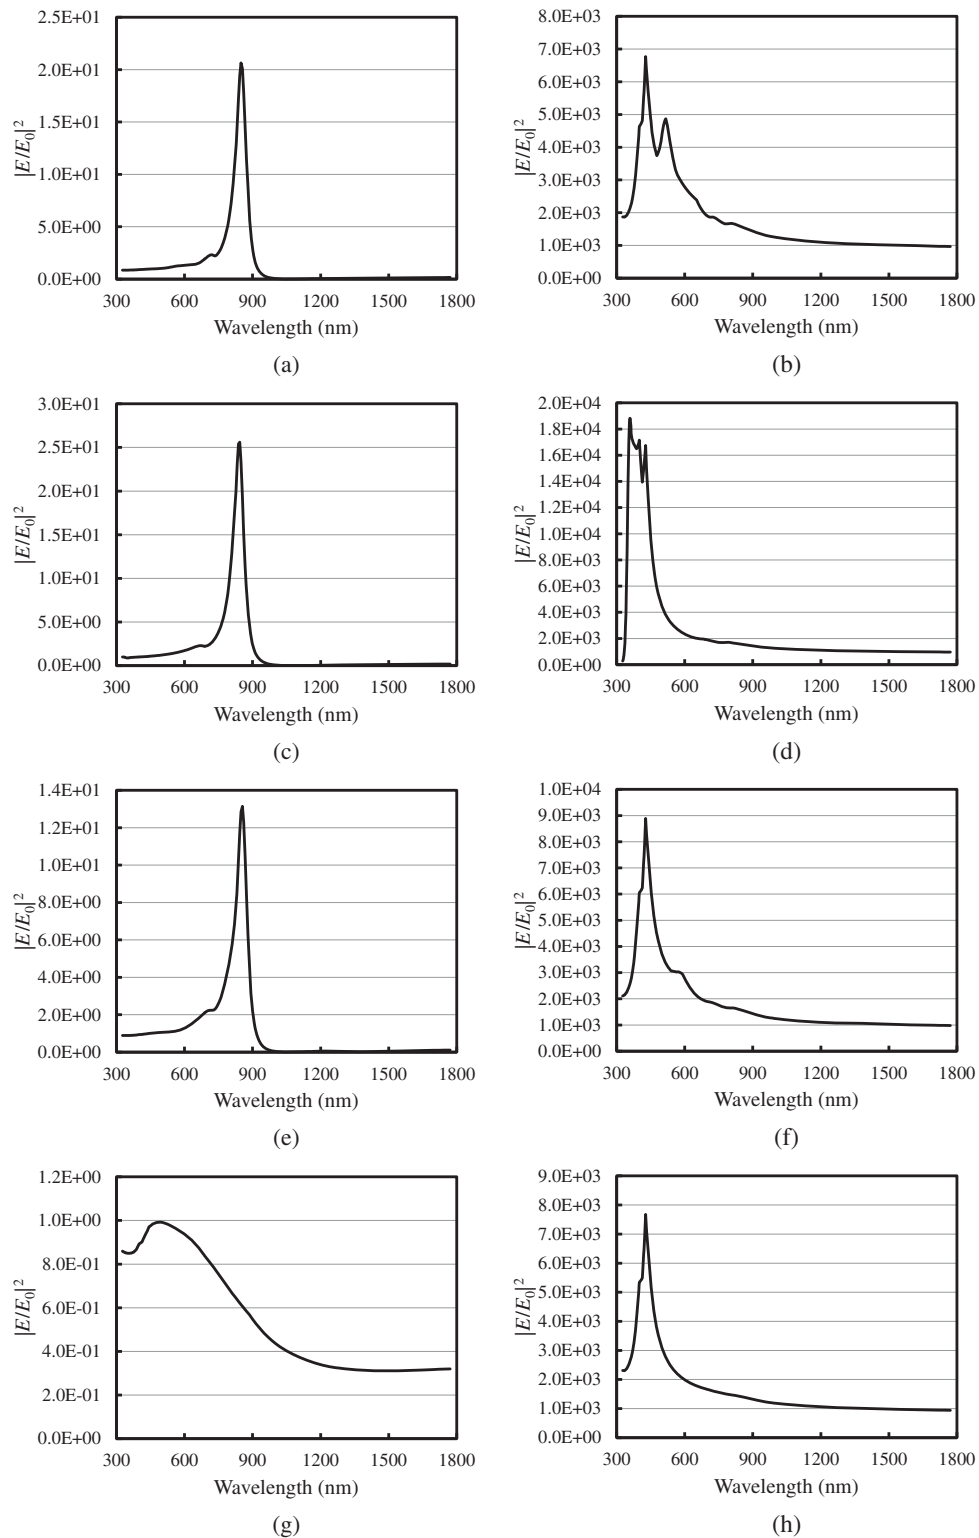 2.5E+01
2.0E+01
1.5E+01
1.0E+01
5.0E+00
0.0E+00
|E/E0|2
300 600 900 1200 1500 1800
Wavelength (nm)
(a)
8.0E+03
7.0E+03
6.0E+03
5.0E+03
4.0E+03
3.0E+03
2.0E+03
1.0E+03
0.0E+00
|E/E0|2
300 600 900 1200 1500 1800
Wavelength (nm)
(b)
3.0E+01
2.5E+01
2.0E+01
1.5E+01
1.0E+01
5.0E+00
0.0E+00
|E/E0|2
300 600 900 1200 1500 1800
Wavelength (nm)
(c)
2.0E+04
1.8E+04
1.6E+04
1.4E+04
1.2E+04
1.0E+04
8.0E+03
6.0E+03
4.0E+03
2.0E+03
0.0E+00
|E/E0|2
300 600 900 1200 1500 1800
Wavelength (nm)
(d)
1.4E+01
1.2E+01
1.0E+01
8.0E+00
6.0E+00
4.0E+00
2.0E+00
0.0E+00
|E/E0|2
300 600 900 1200 1500 1800
Wavelength (nm)
(e)
1.0E+04
9.0E+03
8.0E+03
7.0E+03
6.0E+03
5.0E+03
4.0E+03
3.0E+03
2.0E+03
1.0E+03
0.0E+00
|E/E0|2
300 600 900 1200 1500 1800
Wavelength (nm)
(f)
1.2E+00
1.0E+00
8.0E-01
6.0E-01
4.0E-01
2.0E-01
0.0E+00
|E/E0|2
300 600 900 1200 1500 1800
Wavelength (nm)
(g)
9.0E+03
8.0E+03
7.0E+03
6.0E+03
5.0E+03
4.0E+03
3.0E+03
2.0E+03
1.0E+03
0.0E+00
|E/E0|2
300 600 900 1200 1500 1800
Wavelength (nm)
(h)